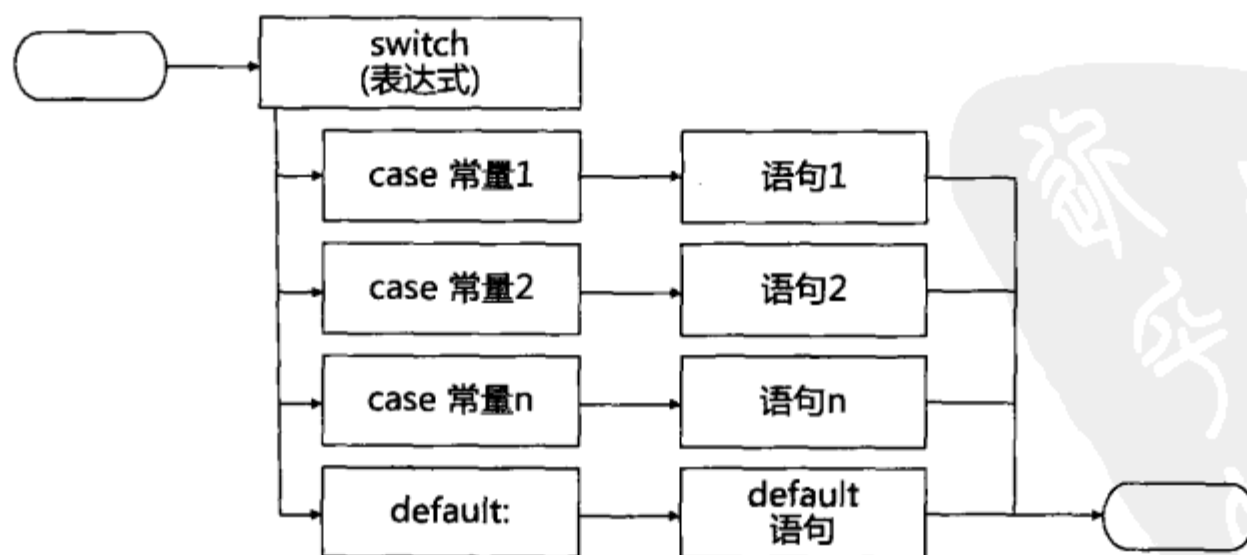 switch
(表达式)
case 常量1
语句1
case 常量2
语句2
case 常量n
语句n
default:
default
语句